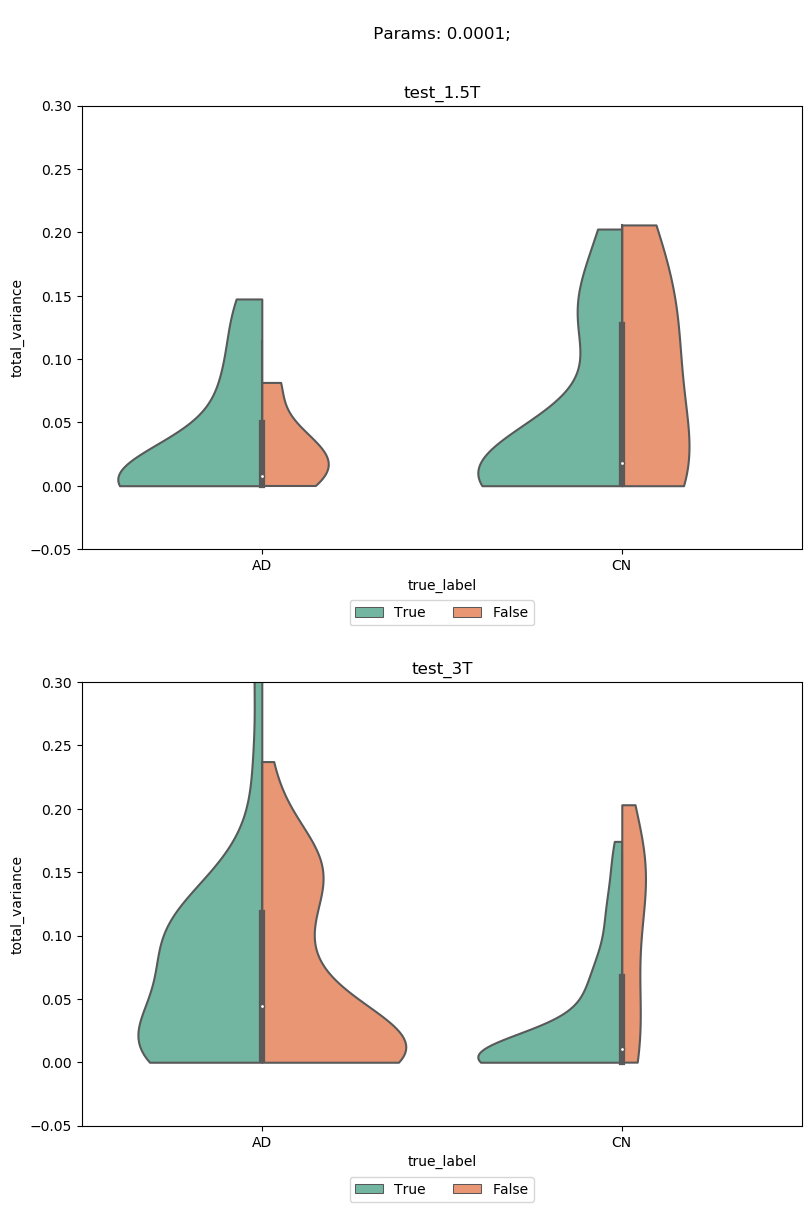 Params: 0.0001;
test_1.5T
0.30
0.25
0.20
0.15
0.10
0.05
0.00
−0.05
total_variance
AD CN
true_label
True False
test_3T
0.30
0.25
0.20
0.15
0.10
0.05
0.00
−0.05
total_variance
AD CN
true_label
True False